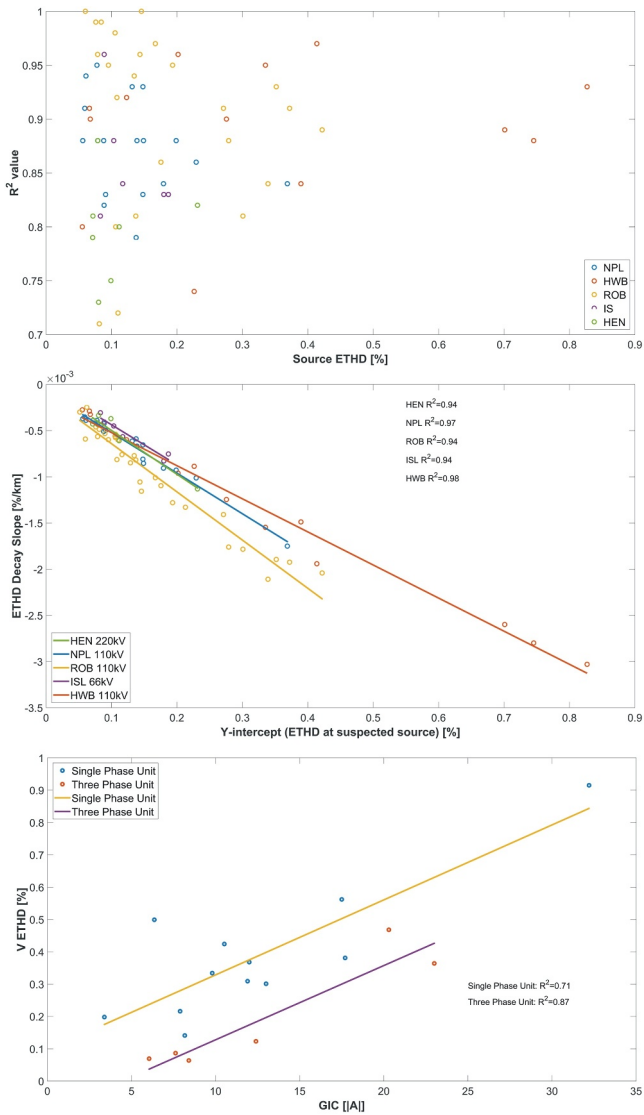 1
0.95
0.9
0.85
0.8
0.75
0.7
R² value
0 0.1 0.2 0.3 0.4 0.5 0.6 0.7 0.8 0.9
Source ETHD [%]
NPL
HWB
ROB
IS
HEN
×10⁻³
0
-0.5
-1
-1.5
-2
-2.5
-3
-3.5
ETHD Decay Slope [%/km]
HEN R²=0.94
NPL R²=0.97
ROB R²=0.94
ISL R²=0.94
HWB R²=0.98
HEN 220kV
NPL 110kV
ROB 110kV
ISL 66kV
HWB 110kV
0 0.1 0.2 0.3 0.4 0.5 0.6 0.7 0.8 0.9
Y-intercept (ETHD at suspected source) [%]
1
0.9
0.8
0.7
0.6
0.5
0.4
0.3
0.2
0.1
0
V ETHD [%]
Single Phase Unit
Three Phase Unit
Single Phase Unit
Three Phase Unit
Single Phase Unit: R²=0.71
Three Phase Unit: R²=0.87
0 5 10 15 20 25 30 35
GIC [|A|]